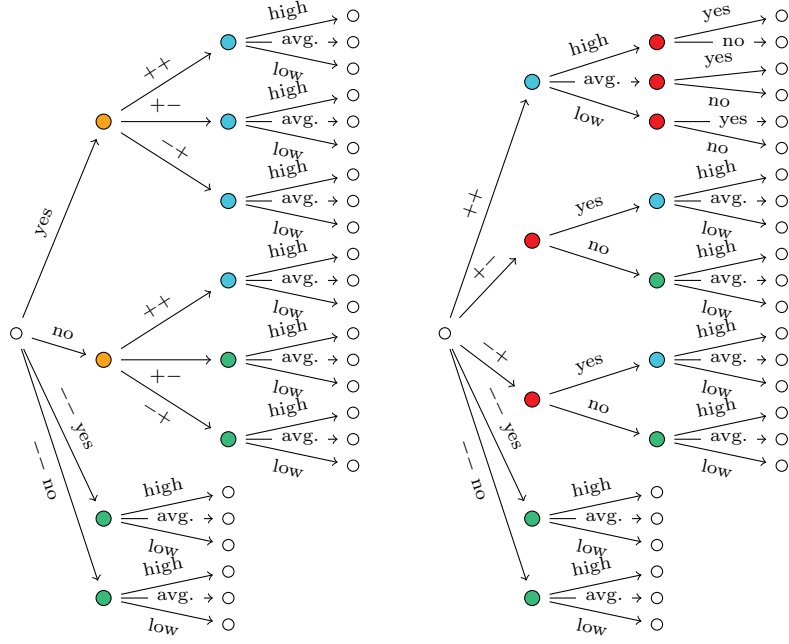 high
avg.
low
++
high
avg.
low
+-
high
avg.
low
-+
yes
high
avg.
low
++
no
high
avg.
low
+-
high
avg.
low
-+
-- yes
-- no
high
avg.
low
high
avg.
low
yes
no
high
yes
no
avg.
yes
no
low
++
high
avg.
low
yes
+-
high
avg.
low
no
high
avg.
low
yes
-+
high
avg.
low
no
-- yes
-- no
high
avg.
low
high
avg.
low